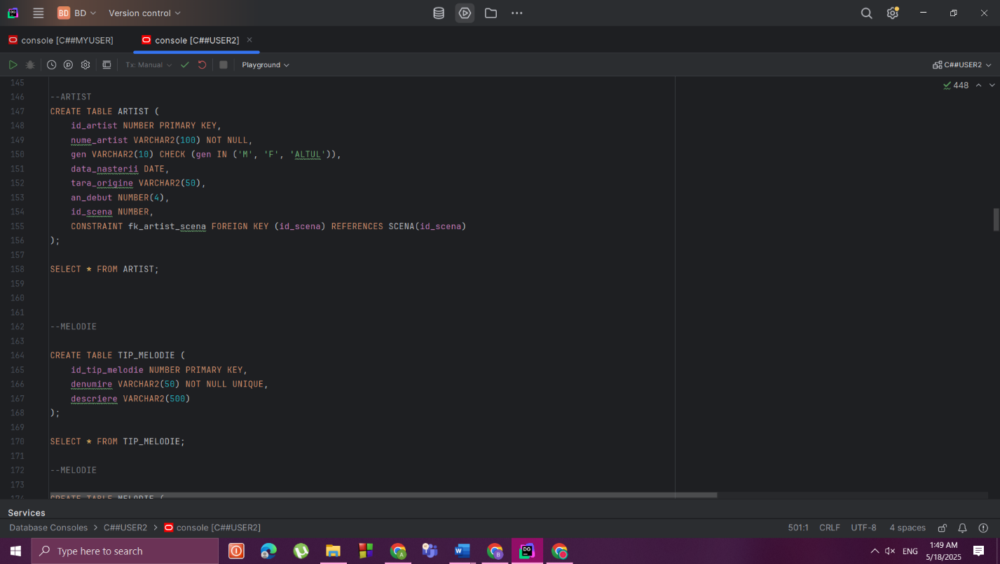 BD BD Version control
console [C##MYUSER] console [C##USER2]
Tx: Manual Playground C##USER2
448
145
146 --ARTIST
147 CREATE TABLE ARTIST (
148 id_artist NUMBER PRIMARY KEY,
149 nume_artist VARCHAR2(100) NOT NULL,
150 gen VARCHAR2(10) CHECK (gen IN ('M', 'F', 'ALTUL')),
151 data_nasterii DATE,
152 tara_origine VARCHAR2(50),
153 an_debut NUMBER(4),
154 id_scena NUMBER,
155 CONSTRAINT fk_artist_scena FOREIGN KEY (id_scena) REFERENCES SCENA(id_scena)
156 );
157
158 SELECT * FROM ARTIST;
159
160
161
162 --MELODIE
163
164 CREATE TABLE TIP_MELODIE (
165 id_tip_melodie NUMBER PRIMARY KEY,
166 denumire VARCHAR2(50) NOT NULL UNIQUE,
167 descriere VARCHAR2(500)
168 );
169
170 SELECT * FROM TIP_MELODIE;
171
172 --MELODIE
173
174 CREATE TABLE MELODIE (
Services
Database Consoles > C##USER2 > console [C##USER2] 501:1 CRLF UTF-8 4 spaces
Type here to search ENG 1:49 AM
5/18/2025